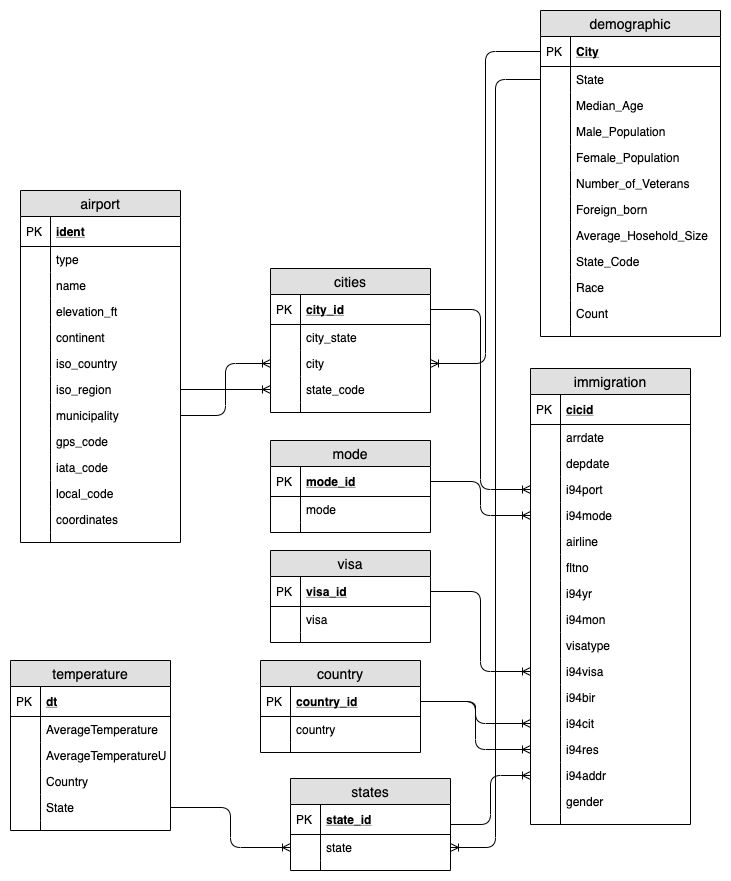 demographic
PK City
State
Median_Age
Male_Population
Female_Population
Number_of_Veterans
Foreign_born
Average_Hosehold_Size
State_Code
Race
Count
airport
PK ident
type
name
elevation_ft
continent
iso_country
iso_region
municipality
gps_code
iata_code
local_code
coordinates
cities
PK city_id
city_state
city
state_code
immigration
PK cicid
arrdate
depdate
i94port
i94mode
airline
fltno
i94yr
i94mon
visatype
i94visa
i94bir
i94cit
i94res
i94addr
gender
mode
PK mode_id
mode
visa
PK visa_id
visa
temperature
PK dt
AverageTemperature
AverageTemperatureU
Country
State
country
PK country_id
country
states
PK state_id
state